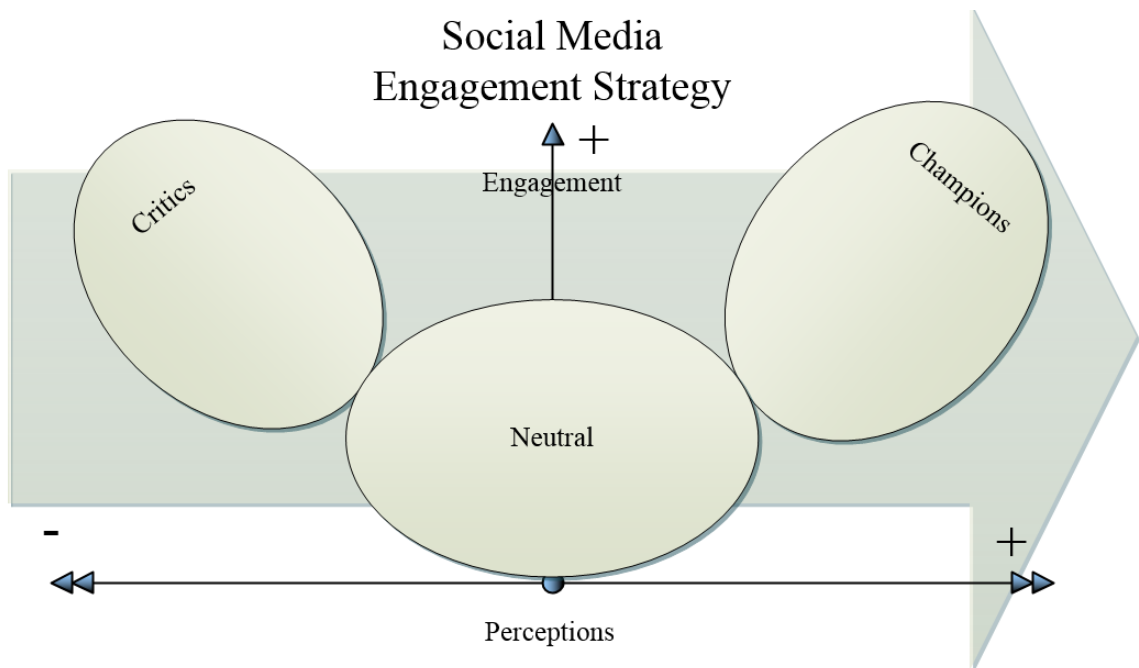 Social Media
Engagement Strategy
+
Engagement
Critics
Champions
Neutral
-
+
Perceptions